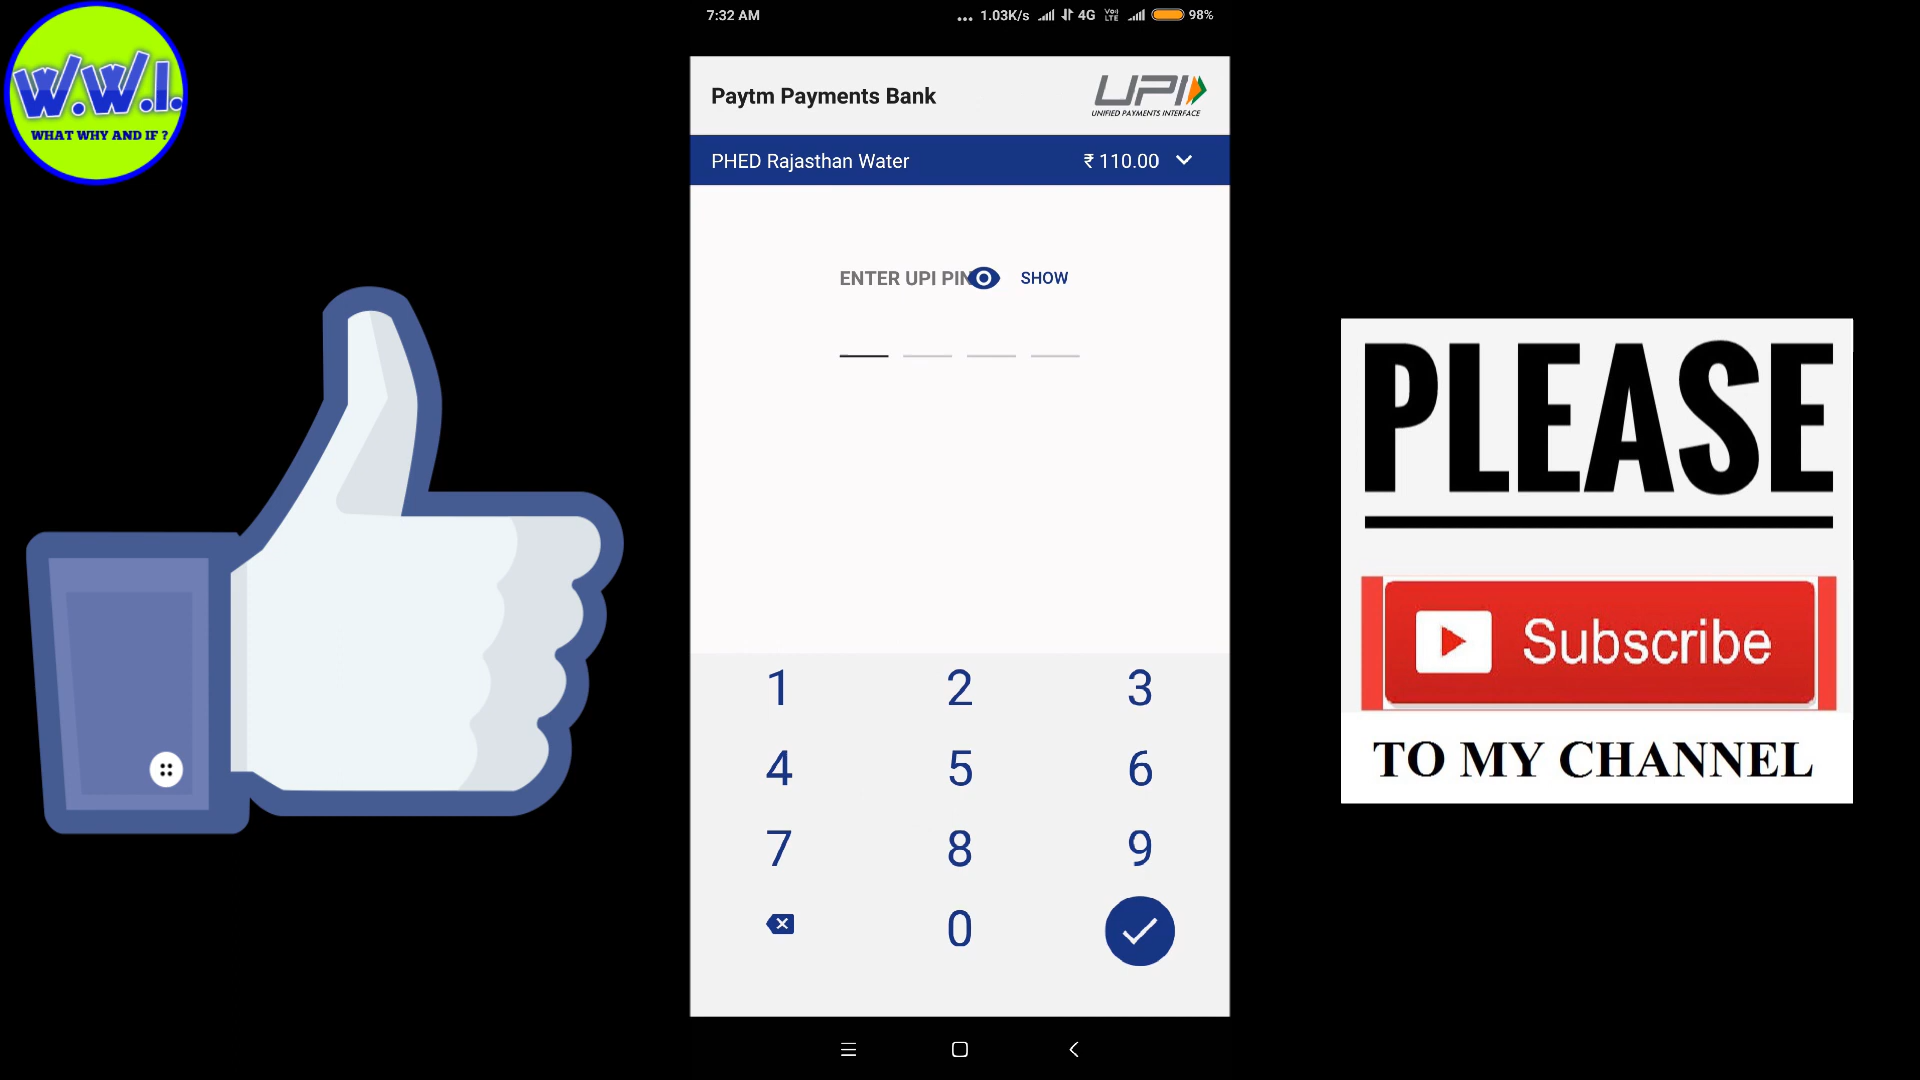 W.W.I.
WHAT WHY AND IF ?
7:32 AM
... 1.03K/s 4G VoLTE 98%
Paytm Payments Bank
UPI
UNIFIED PAYMENTS INTERFACE
PHED Rajasthan Water ₹ 110.00
ENTER UPI PIN SHOW
1 2 3
4 5 6
7 8 9
0
PLEASE
Subscribe
TO MY CHANNEL